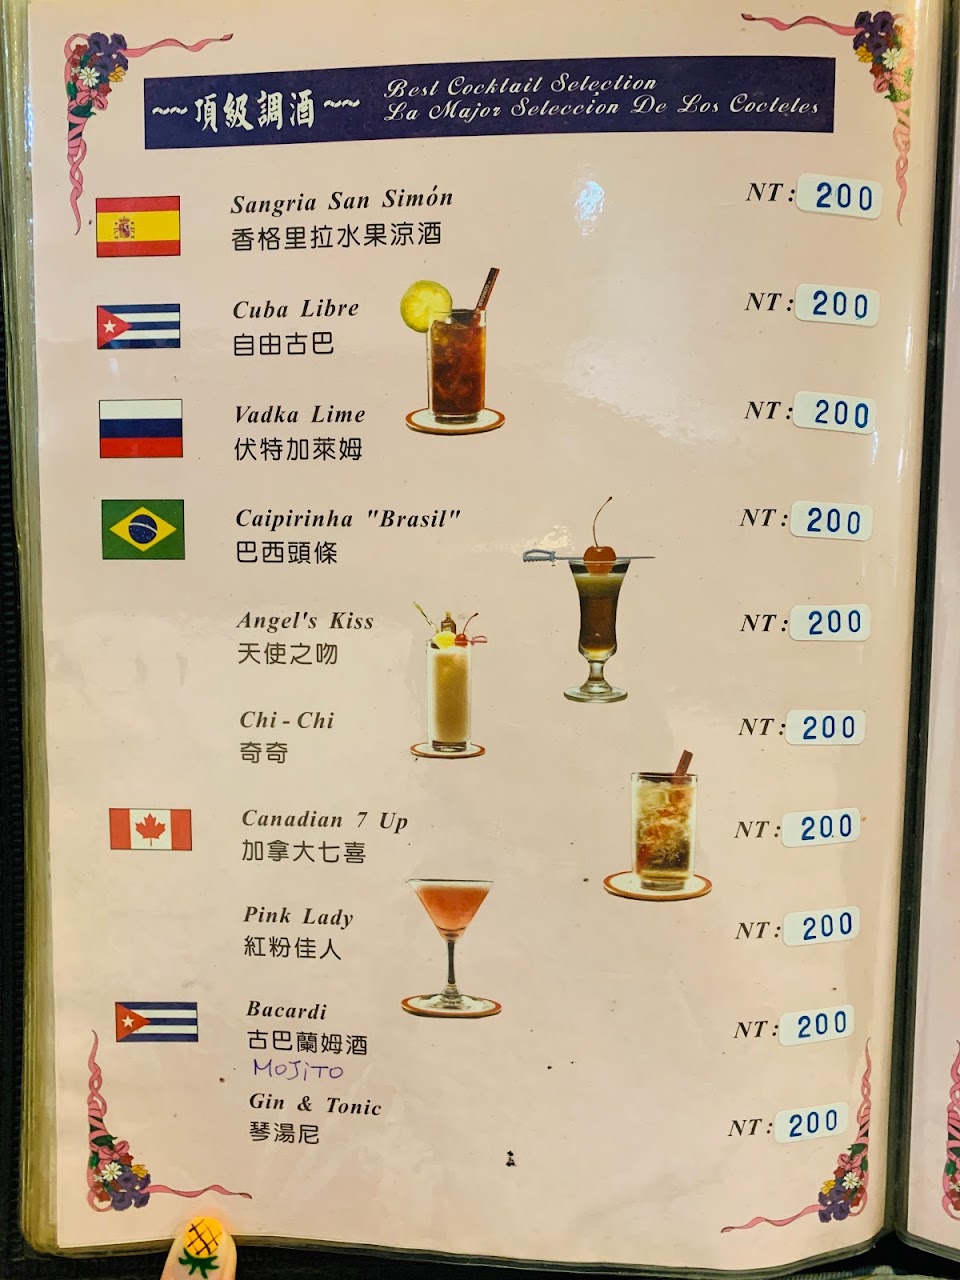 ~~頂級調酒~~
Best Cocktail Selection
La Major Seleccion De Los Cocteles
Sangria San Simón NT: 200
香格里拉水果涼酒
Cuba Libre NT: 200
自由古巴
Vadka Lime NT: 200
伏特加萊姆
Caipirinha "Brasil" NT: 200
巴西頭條
Angel's Kiss NT: 200
天使之吻
Chi-Chi NT: 200
奇奇
Canadian 7 Up NT: 200
加拿大七喜
Pink Lady NT: 200
紅粉佳人
Bacardi NT: 200
古巴蘭姆酒
MOJITO
Gin & Tonic NT: 200
琴湯尼